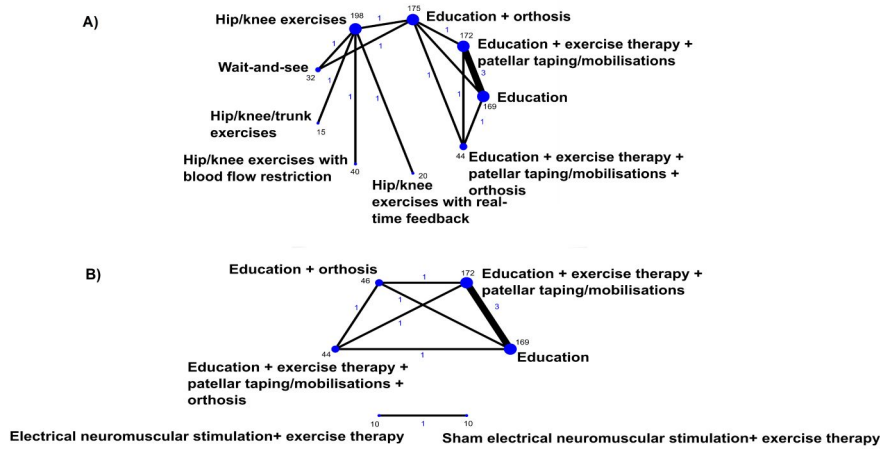 A)
Hip/knee exercises
198
175
Education + orthosis
1
1
172
Education + exercise therapy +
patellar taping/mobilisations
1
1
Wait-and-see
32
1
3
Education
169
1
1
1
1
Hip/knee/trunk
exercises
15
44
Education + exercise therapy +
patellar taping/mobilisations +
orthosis
Hip/knee exercises with
blood flow restriction
40
20
Hip/knee
exercises with real-
time feedback
B)
Education + orthosis
46
1
172
Education + exercise therapy +
patellar taping/mobilisations
1
1
3
1
169
Education
44
1
Education + exercise therapy +
patellar taping/mobilisations +
orthosis
10
1
10
Electrical neuromuscular stimulation+ exercise therapy
Sham electrical neuromuscular stimulation+ exercise therapy